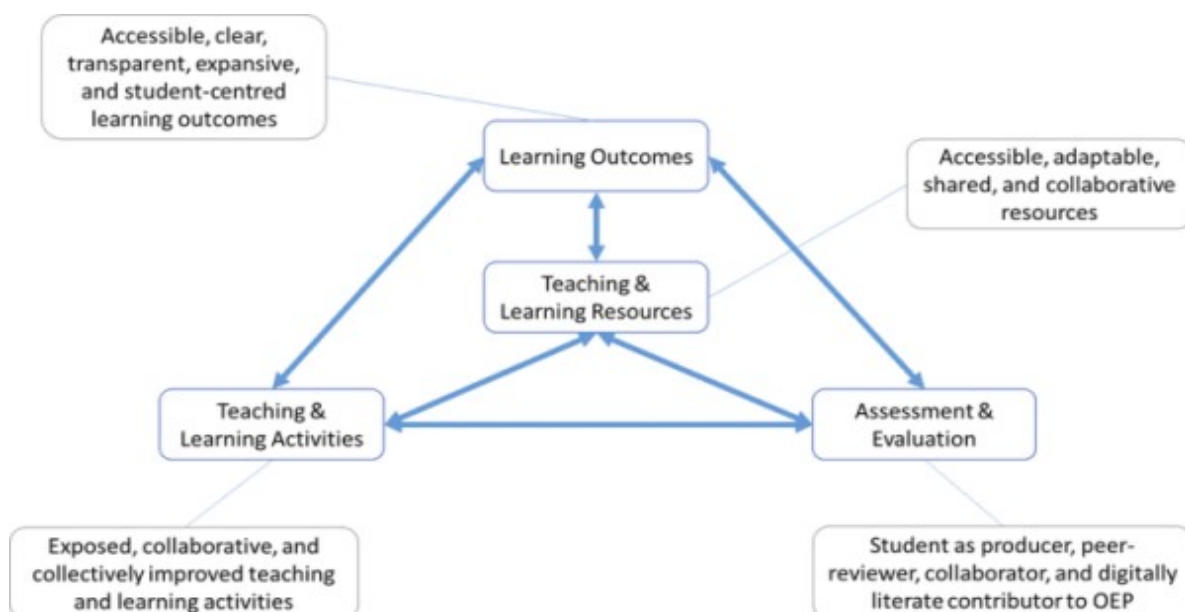 Accessible, clear,
transparent, expansive,
and student-centred
learning outcomes
Learning Outcomes
Accessible, adaptable,
shared, and collaborative
resources
Teaching &
Learning Resources
Teaching &
Learning Activities
Assessment &
Evaluation
Exposed, collaborative, and
collectively improved teaching
and learning activities
Student as producer, peer-
reviewer, collaborator, and digitally
literate contributor to OEP